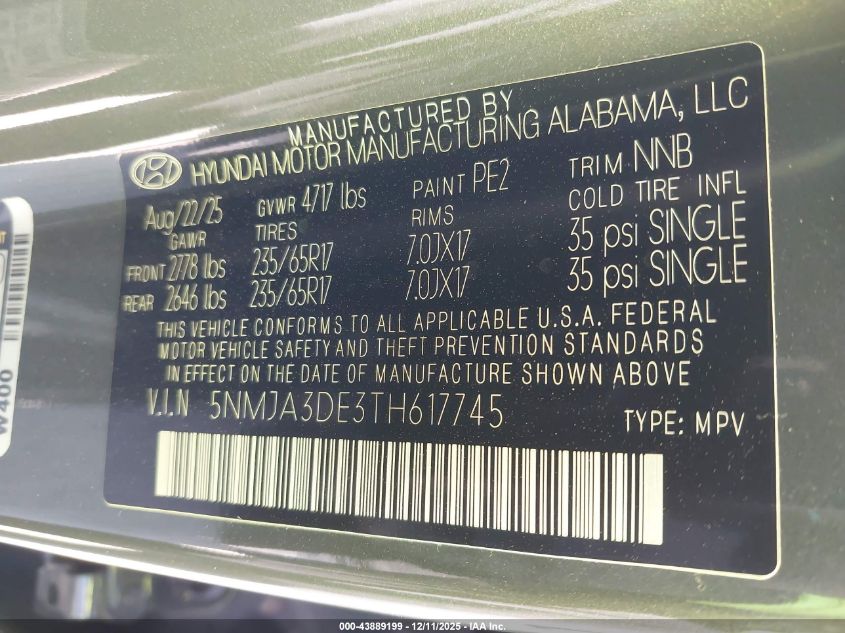 MANUFACTURED BY
HYUNDAI MOTOR MANUFACTURING ALABAMA, LLC
Aug/22/25 GVWR 4717 lbs PAINT PE2 TRIM NNB
GAWR TIRES RIMS COLD TIRE INFL
FRONT 2778 lbs 235/65R17 7.0JX17 35 psi SINGLE
REAR 2646 lbs 235/65R17 7.0JX17 35 psi SINGLE
THIS VEHICLE CONFORMS TO ALL APPLICABLE U.S.A. FEDERAL
MOTOR VEHICLE SAFETY AND THEFT PREVENTION STANDARDS
IN EFFECT ON THE DATE OF MANUFACTURE SHOWN ABOVE
V.I.N 5NMJA3DE3TH617745 TYPE: MPV
W400
000-43889199 - 12/11/2025 - IAA Inc.